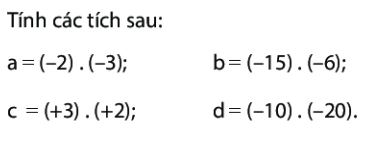 Tính các tích sau:
a = (–2) . (–3); b = (–15) . (–6);
c = (+3) . (+2); d = (–10) . (–20).